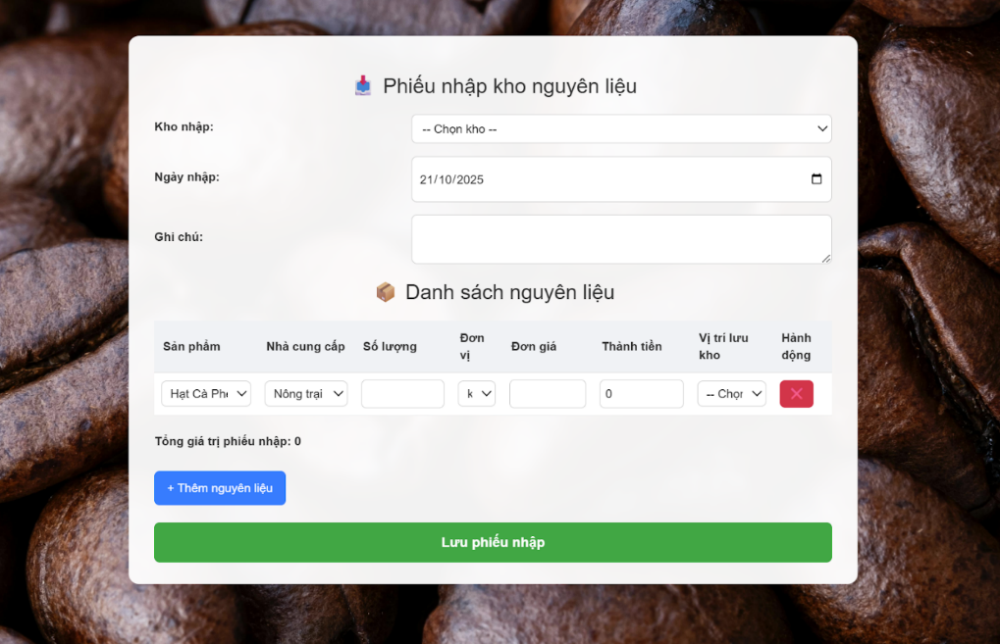 Phiếu nhập kho nguyên liệu
Kho nhập:
-- Chọn kho --
Ngày nhập:
21/10/2025
Ghi chú:
Danh sách nguyên liệu
Sản phẩm Nhà cung cấp Số lượng Đơn vị Đơn giá Thành tiền Vị trí lưu kho Hành động
Hạt Cà Phê Nông trại k 0 -- Chọn
Tổng giá trị phiếu nhập: 0
+ Thêm nguyên liệu
Lưu phiếu nhập